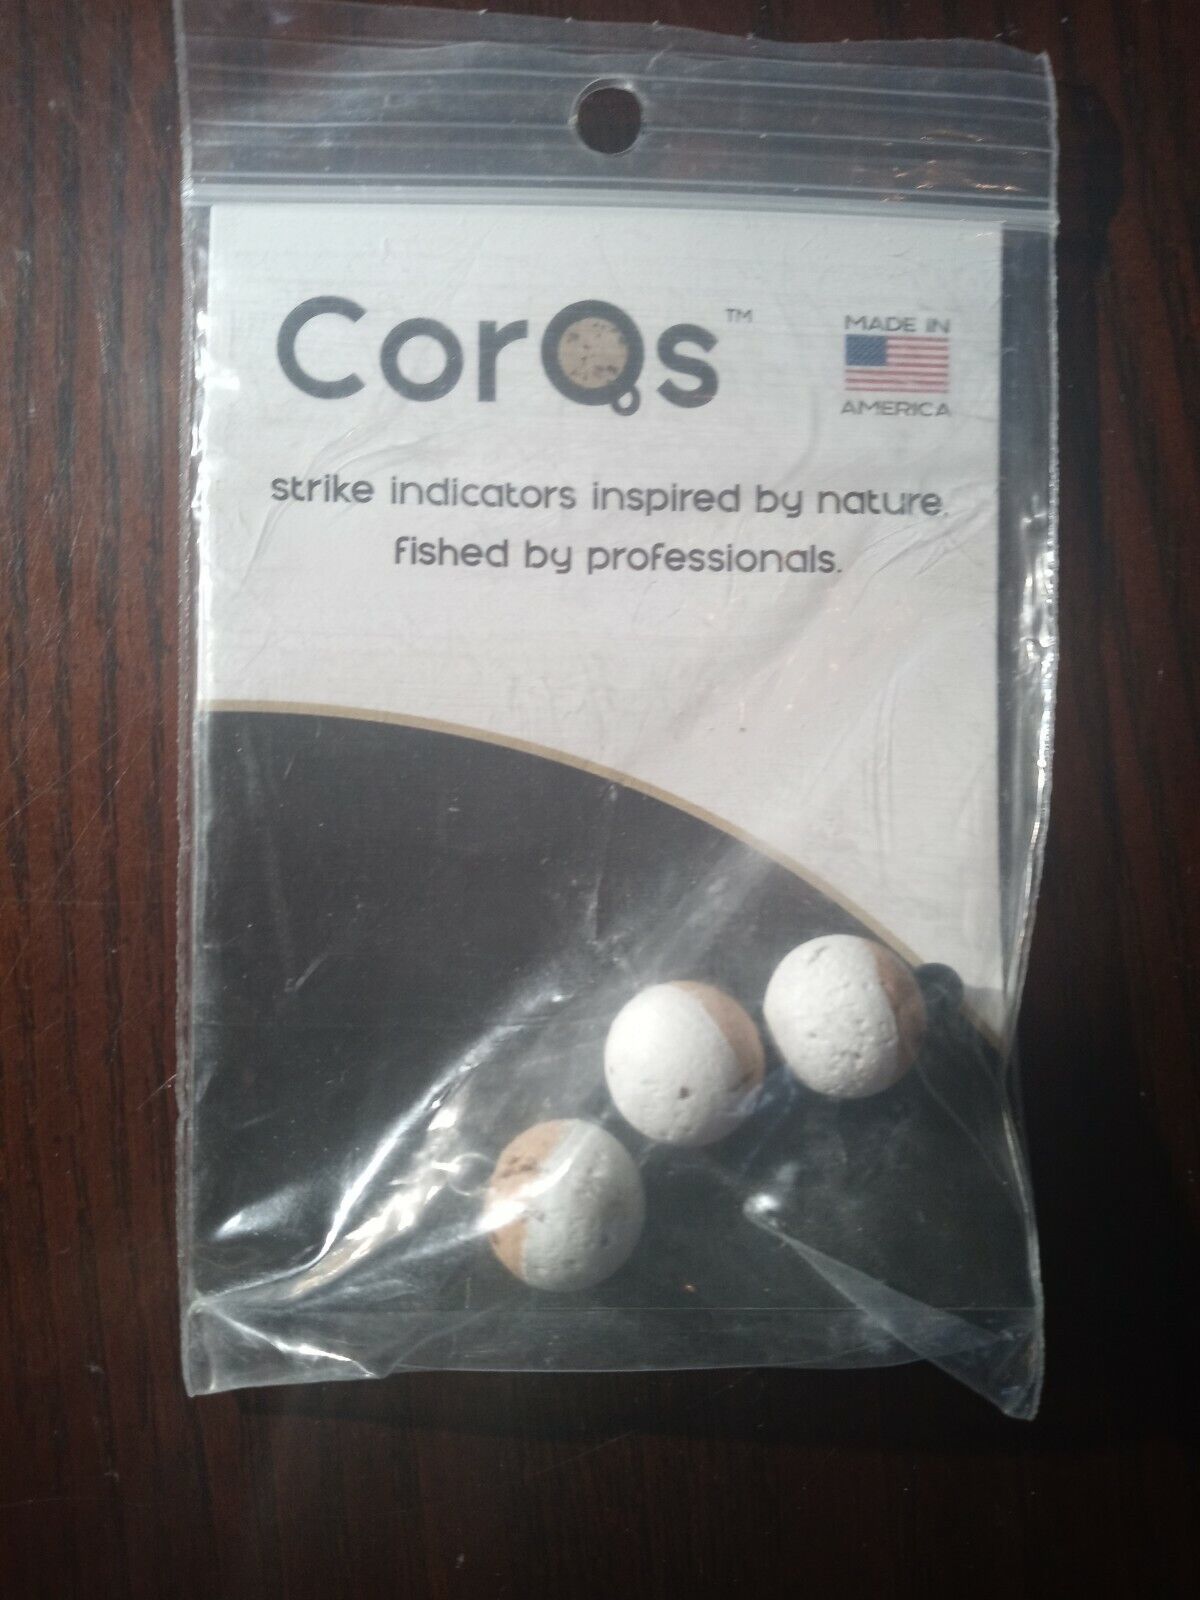 CorQs™
MADE IN
AMERICA
strike indicators inspired by nature.
fished by professionals.